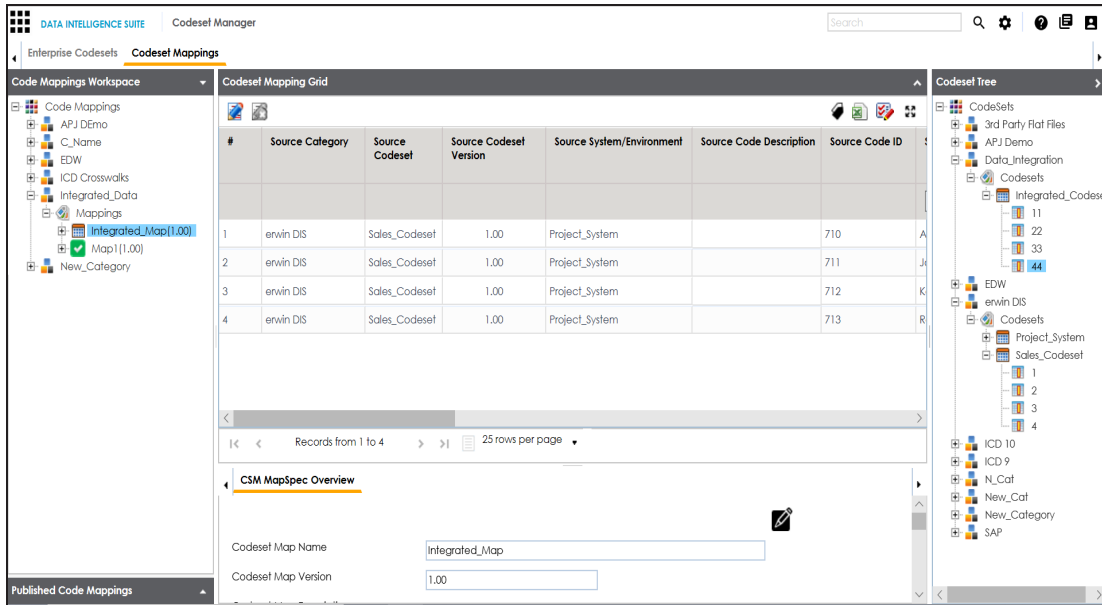 DATA INTELLIGENCE SUITE Codeset Manager Search
Enterprise Codesets Codeset Mappings
Code Mappings Workspace
Code Mappings
APJ DEmo
C_Name
EDW
ICD Crosswalks
Integrated_Data
Mappings
Integrated_Map(1.00)
Map1(1.00)
New_Category
Published Code Mappings
Codeset Mapping Grid
# Source Category Source Codeset Source Codeset Version Source System/Environment Source Code Description Source Code ID
1 erwin DIS Sales_Codeset 1.00 Project_System 710 A
2 erwin DIS Sales_Codeset 1.00 Project_System 711
3 erwin DIS Sales_Codeset 1.00 Project_System 712 K
4 erwin DIS Sales_Codeset 1.00 Project_System 713 R
Records from 1 to 4 25 rows per page
CSM MapSpec Overview
Codeset Map Name Integrated_Map
Codeset Map Version 1.00
Codeset Tree
CodeSets
3rd Party Flat Files
APJ Demo
Data_Integration
Codesets
Integrated_Codese
11
22
33
44
EDW
erwin DIS
Codesets
Project_System
Sales_Codeset
1
2
3
4
ICD 10
ICD 9
N_Cat
New_Cat
New_Category
SAP